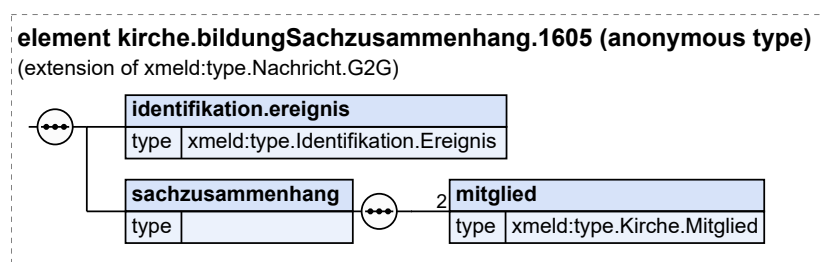 element kirche.bildungSachzusammenhang.1605 (anonymous type)
(extension of xmeld:type.Nachricht.G2G)
identifikation.ereignis
type xmeld:type.Identifikation.Ereignis
sachzusammenhang 2 mitglied
type type xmeld:type.Kirche.Mitglied